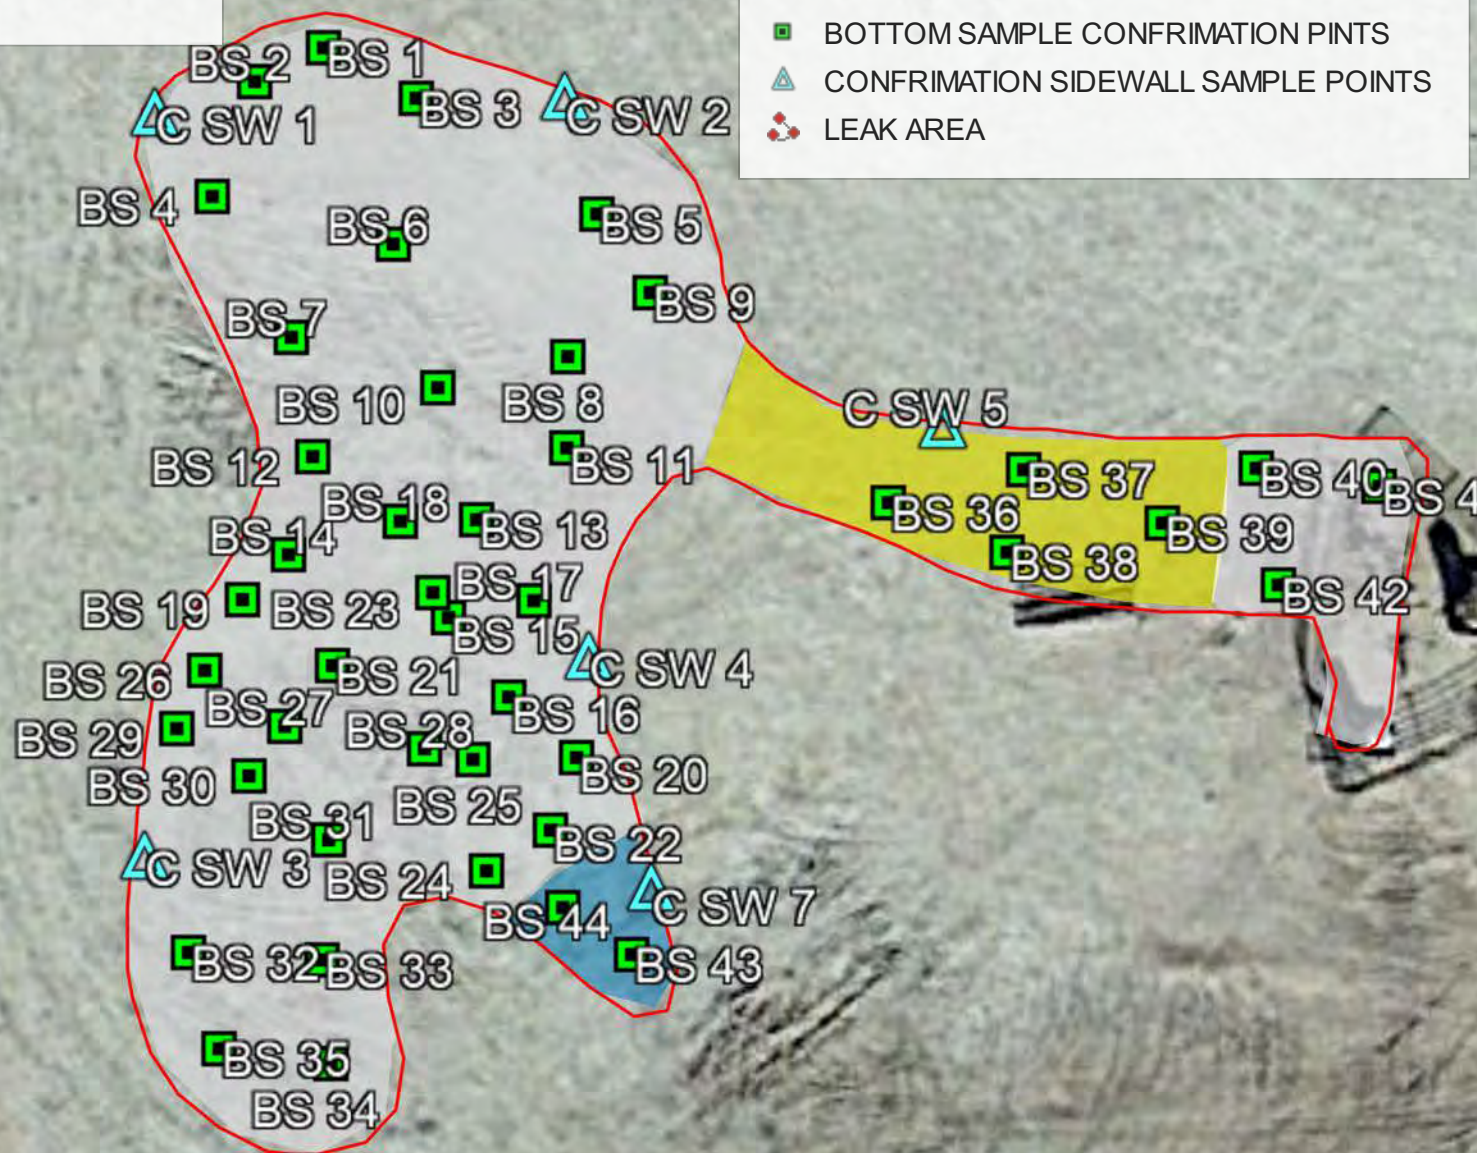 BOTTOM SAMPLE CONFRIMATION PINTS
CONFRIMATION SIDEWALL SAMPLE POINTS
LEAK AREA
BS 1
BS 2
BS 3
C SW 1
C SW 2
BS 4
BS 5
BS 6
BS 9
BS 7
BS 10
BS 8
C SW 5
BS 12
BS 11
BS 37
BS 40
BS 4
BS 18
BS 13
BS 36
BS 39
BS 14
BS 38
BS 17
BS 42
BS 19
BS 23
BS 15
BS 26
BS 21
C SW 4
BS 27
BS 16
BS 29
BS 28
BS 30
BS 20
BS 25
BS 31
BS 22
C SW 3
BS 24
C SW 7
BS 44
BS 32
BS 33
BS 43
BS 35
BS 34